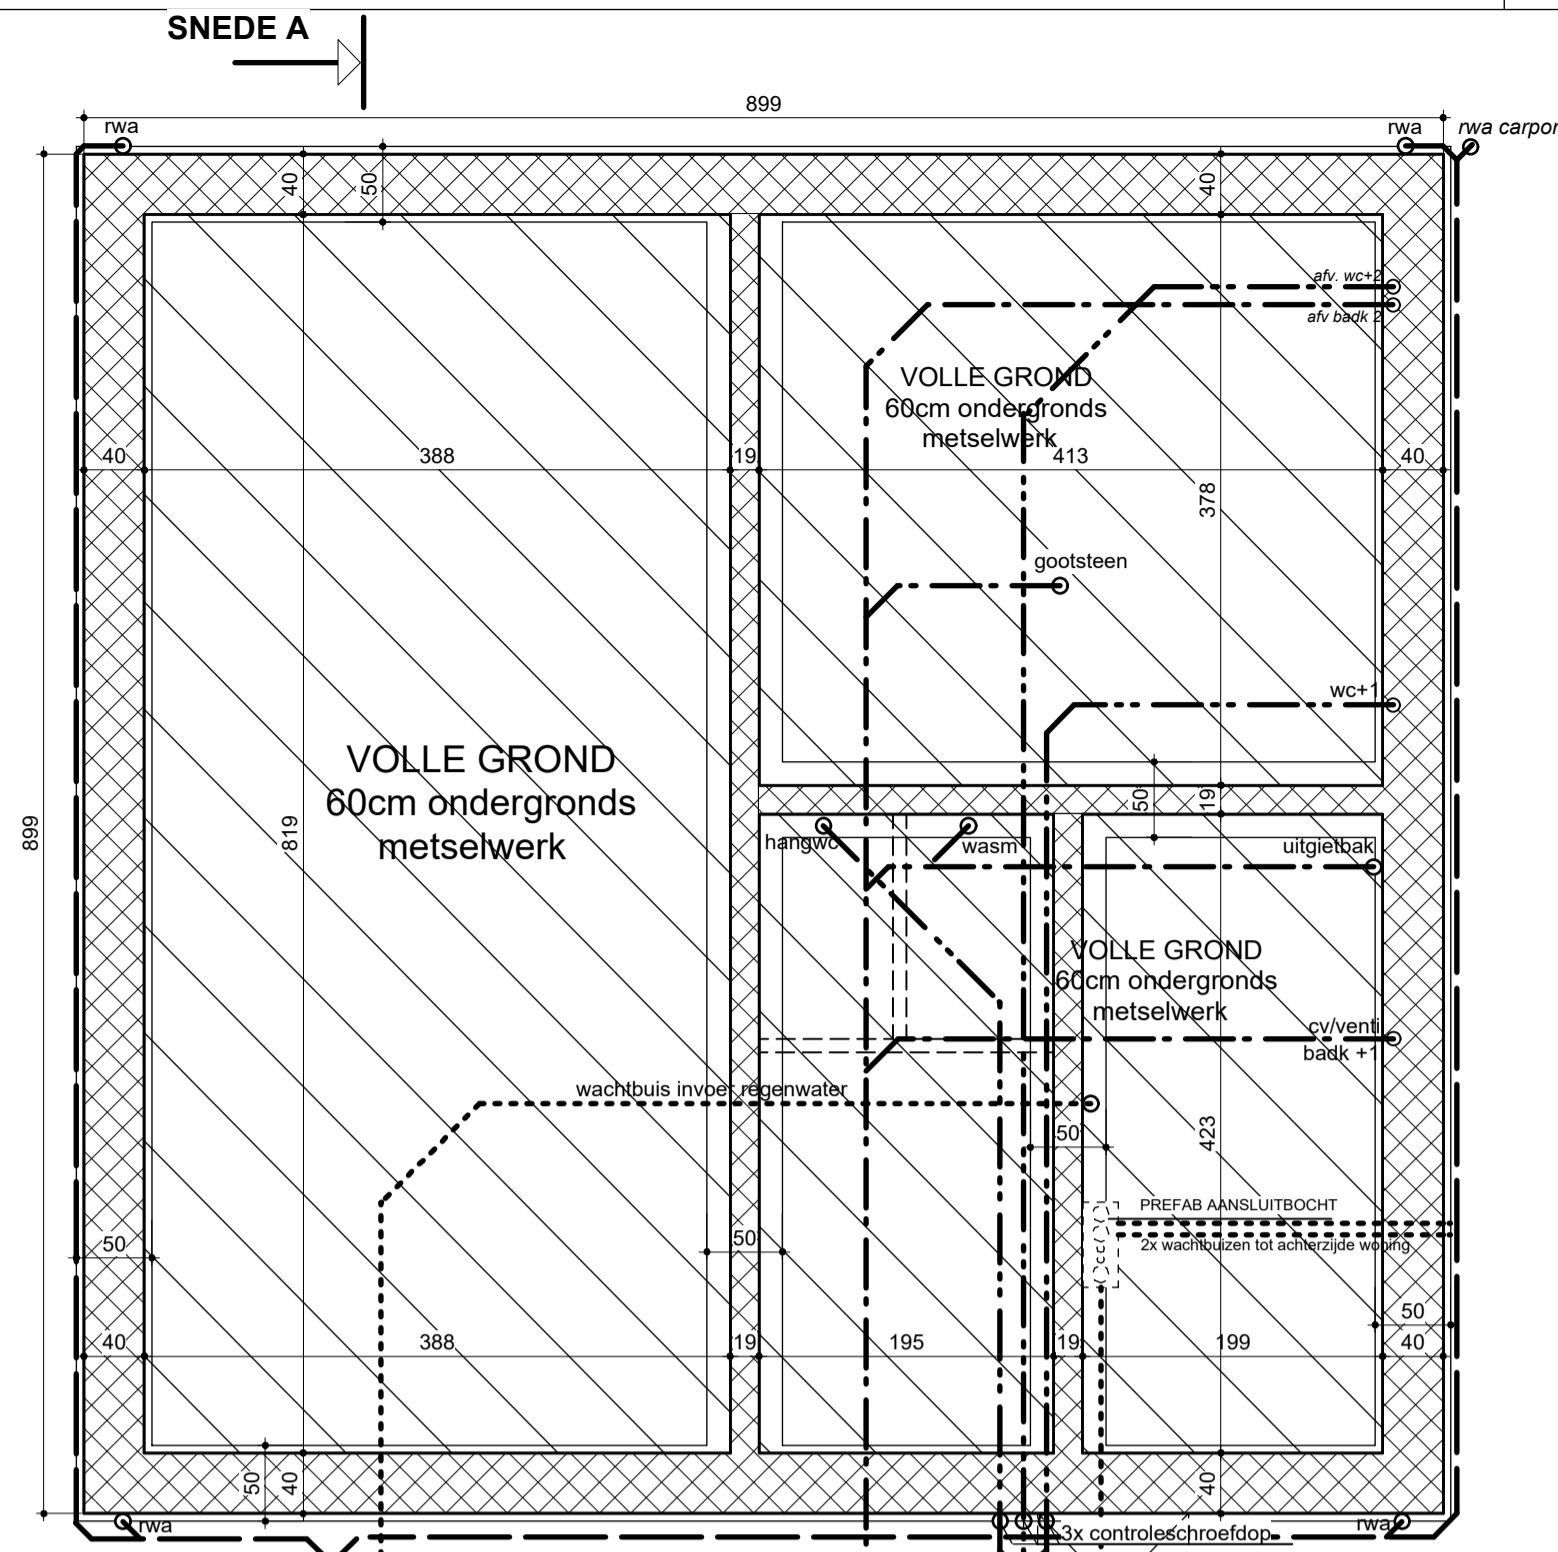 SNEDE A
899
rwa
rwa
40
50
40
afv. wc+2
afv badk 2
VOLLE GROND
60cm ondergronds
metselwerk
40
388
19
413
40
378
gootsteen
wc+1
VOLLE GROND
60cm ondergronds
metselwerk
899
819
50
19
hangwc
wasm
uitgietbak
VOLLE GROND
60cm ondergronds
metselwerk
cv/venti
badk +1
wachtbuis invoer regenwater
50
423
PREFAB AANSLUITBOCHT
2x wachtbuizen tot achterzijde woning
50
50
50
40
388
19
195
19
199
40
50
40
40
rwa
3x controleschroefdop
rwa